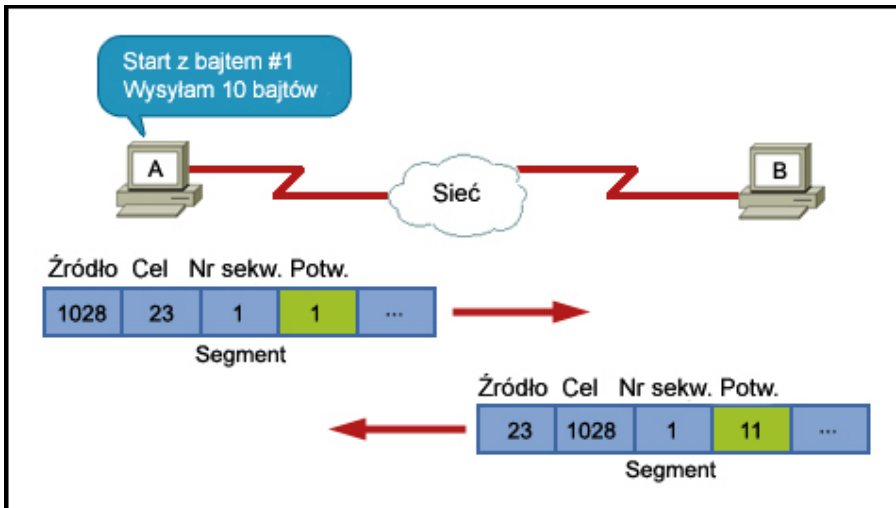 Start z bajtem #1
Wysyłam 10 bajtów
A
Sieć
B
Źródło Cel Nr sekw. Potw.
1028 23 1 1 ...
Segment
Źródło Cel Nr sekw. Potw.
23 1028 1 11 ...
Segment